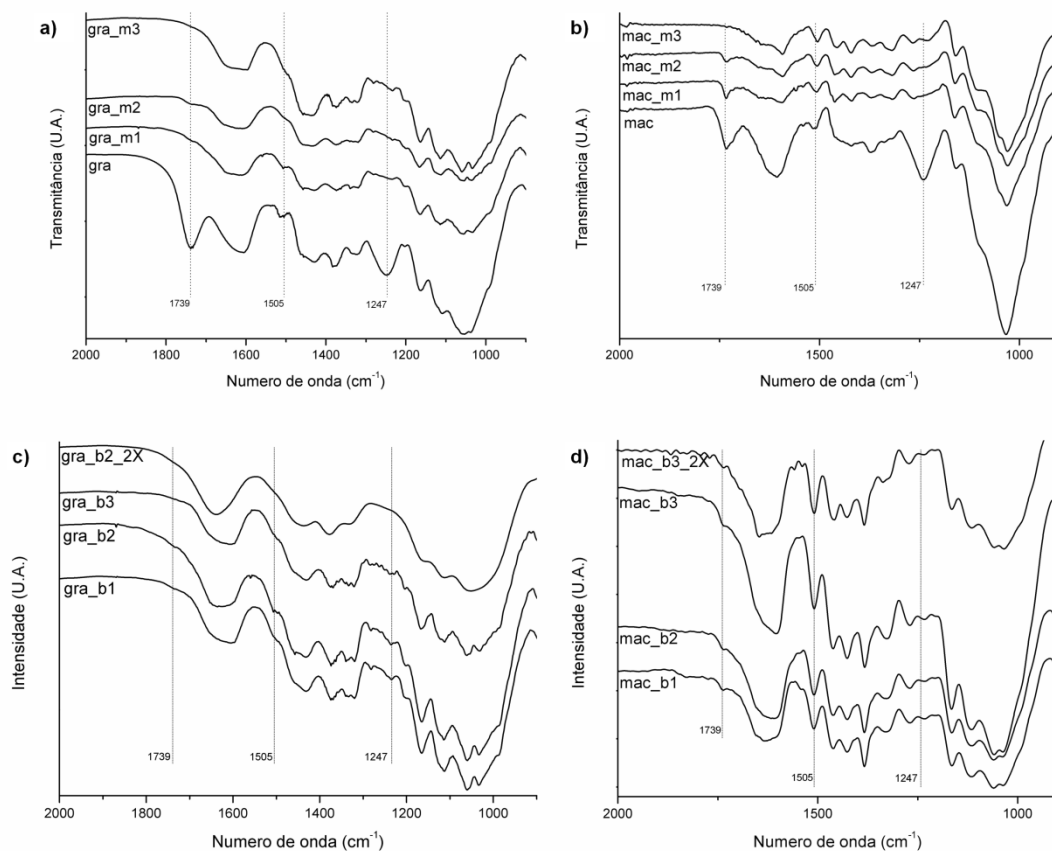 a)
gra_m3
gra_m2
gra_m1
gra
1739
1505
1247
Transmitância (U.A.)
2000
1800
1600
1400
1200
1000
Numero de onda (cm⁻¹)
b)
mac_m3
mac_m2
mac_m1
mac
1739
1505
1247
Transmitância (U.A.)
2000
1500
1000
Numero de onda (cm⁻¹)
c)
gra_b2_2X
gra_b3
gra_b2
gra_b1
1739
1505
1247
Intensidade (U.A.)
2000
1800
1600
1400
1200
1000
Numero de onda (cm⁻¹)
d)
mac_b3_2X
mac_b3
mac_b2
mac_b1
1739
1505
1247
Intensidade (U.A.)
2000
1500
1000
Numero de onda (cm⁻¹)